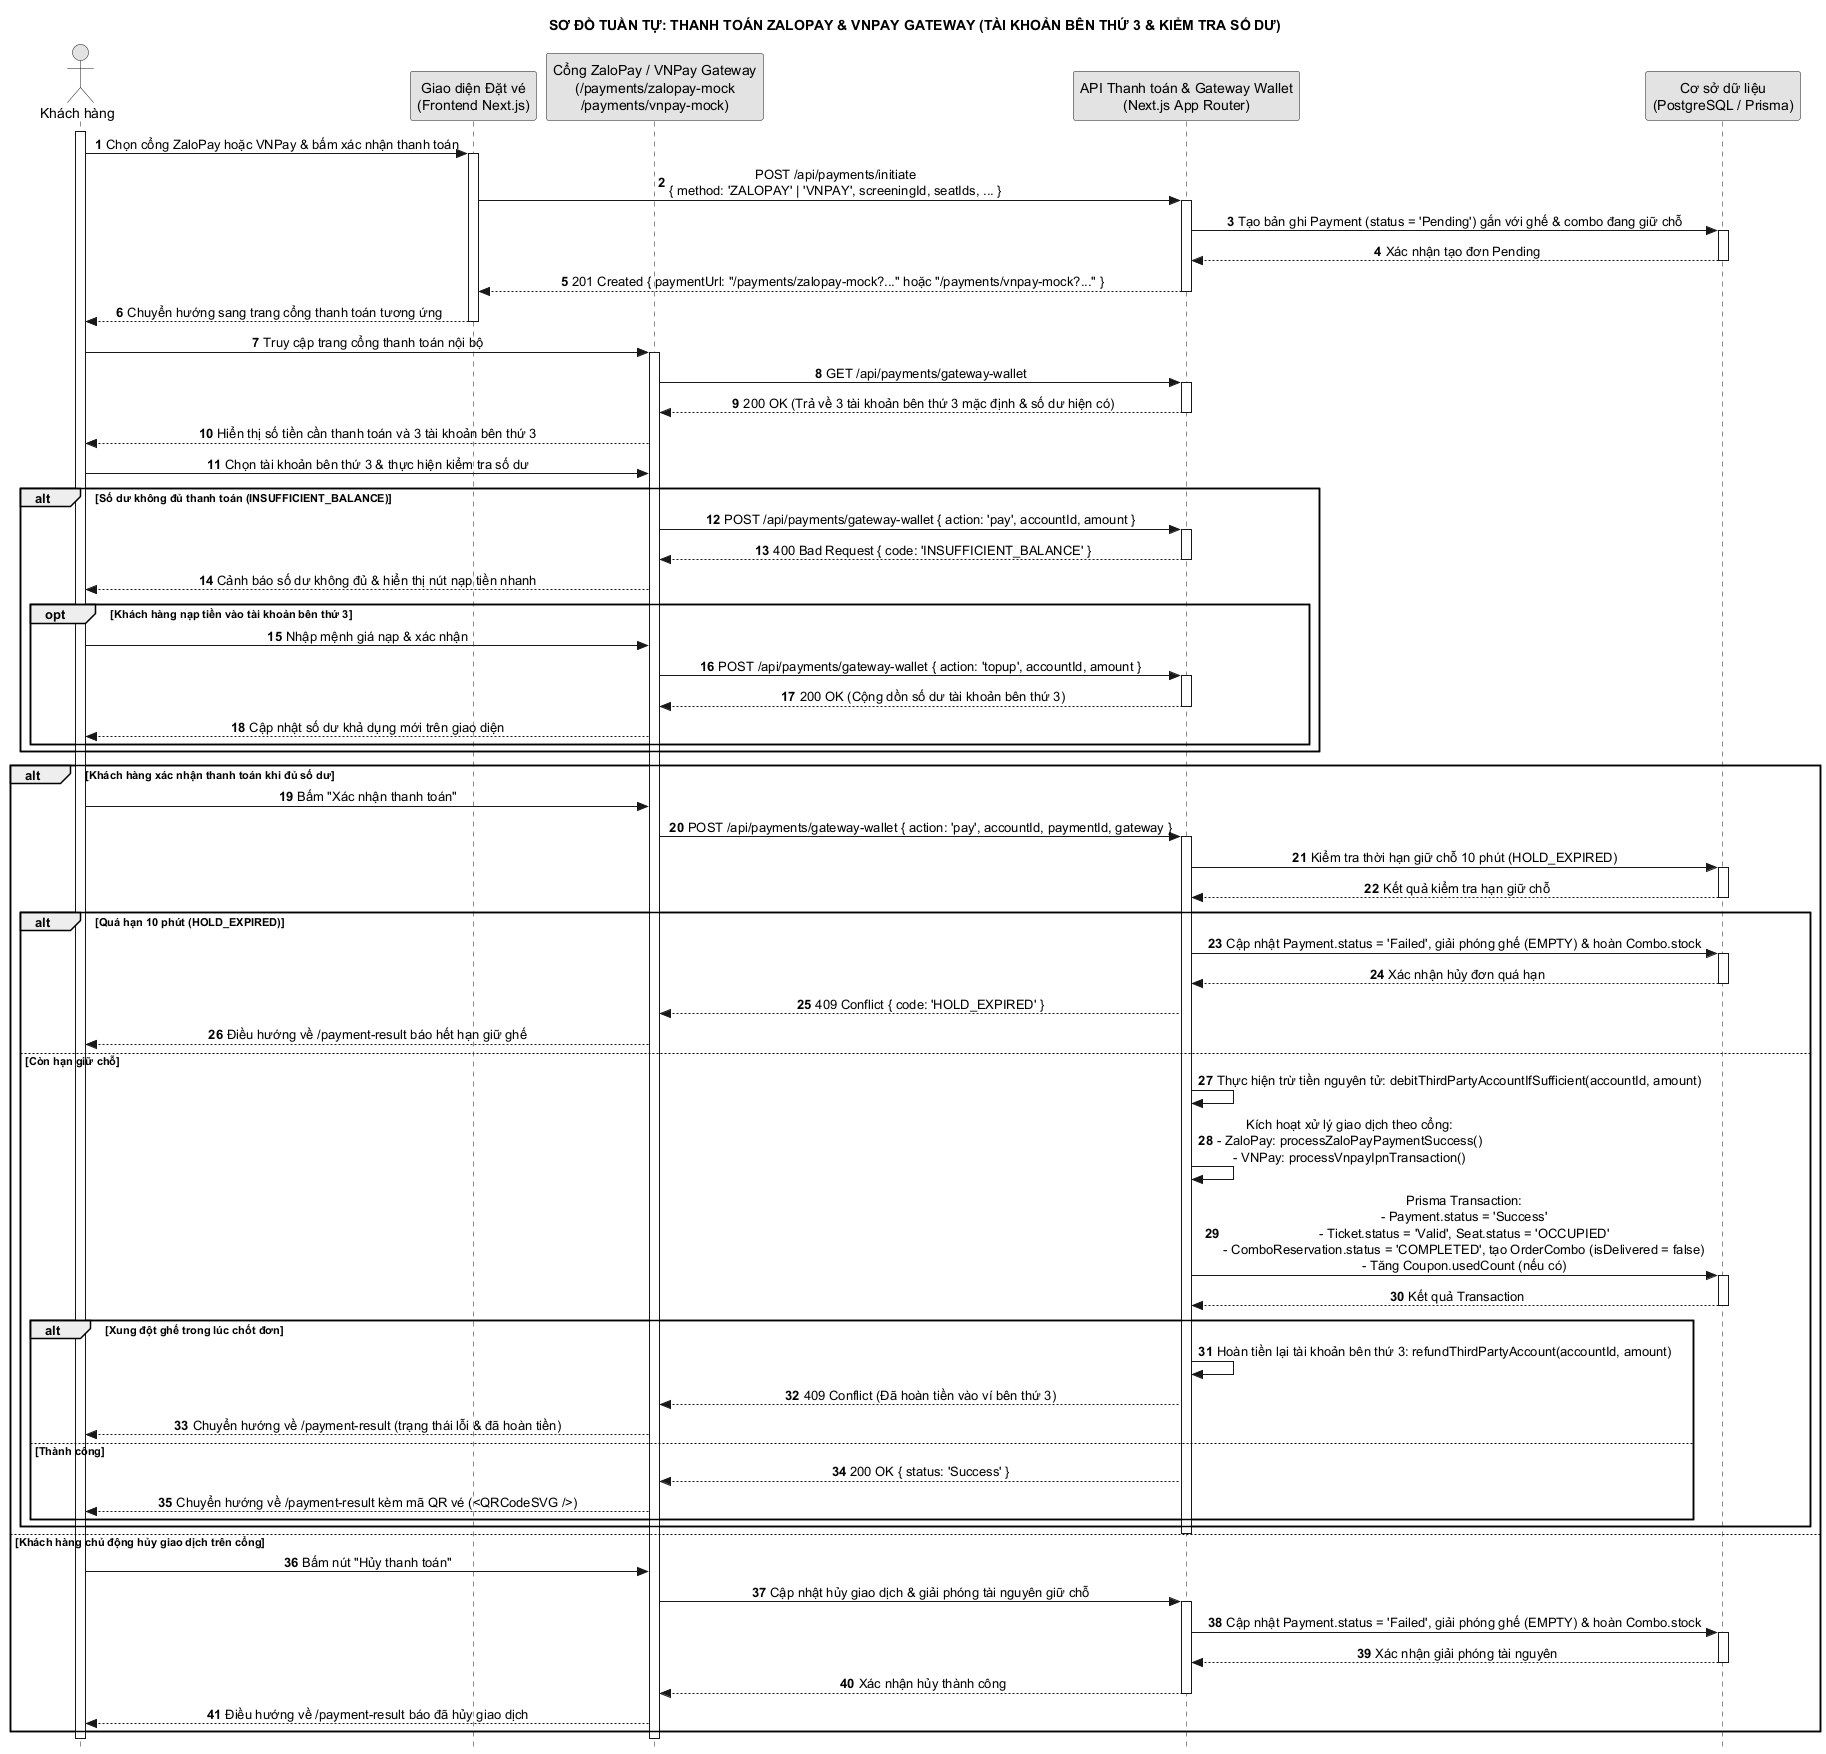 SƠ ĐỒ TUẦN TỰ: THANH TOÁN ZALOPAY & VNPAY GATEWAY (TÀI KHOẢN BÊN THỨ 3 & KIỂM TRA SỐ DƯ)
Khách hàng
Giao diện Đặt vé
(Frontend Next.js)
Cổng ZaloPay / VNPay Gateway
(/payments/zalopay-mock
/payments/vnpay-mock)
API Thanh toán & Gateway Wallet
(Next.js App Router)
Cơ sở dữ liệu
(PostgreSQL / Prisma)
1 Chọn cổng ZaloPay hoặc VNPay & bấm xác nhận thanh toán
2 POST /api/payments/initiate
{ method: 'ZALOPAY' | 'VNPAY', screeningId, seatIds, ... }
3 Tạo bản ghi Payment (status = 'Pending') gắn với ghế & combo đang giữ chỗ
4 Xác nhận tạo đơn Pending
5 201 Created { paymentUrl: "/payments/zalopay-mock?..." hoặc "/payments/vnpay-mock?..." }
6 Chuyển hướng sang trang cổng thanh toán tương ứng
7 Truy cập trang cổng thanh toán nội bộ
8 GET /api/payments/gateway-wallet
9 200 OK (Trả về 3 tài khoản bên thứ 3 mặc định & số dư hiện có)
10 Hiển thị số tiền cần thanh toán và 3 tài khoản bên thứ 3
11 Chọn tài khoản bên thứ 3 & thực hiện kiểm tra số dư
alt [Số dư không đủ thanh toán (INSUFFICIENT_BALANCE)]
12 POST /api/payments/gateway-wallet { action: 'pay', accountId, amount }
13 400 Bad Request { code: 'INSUFFICIENT_BALANCE' }
14 Cảnh báo số dư không đủ & hiển thị nút nạp tiền nhanh
opt [Khách hàng nạp tiền vào tài khoản bên thứ 3]
15 Nhập mệnh giá nạp & xác nhận
16 POST /api/payments/gateway-wallet { action: 'topup', accountId, amount }
17 200 OK (Cộng dồn số dư tài khoản bên thứ 3)
18 Cập nhật số dư khả dụng mới trên giao diện
alt [Khách hàng xác nhận thanh toán khi đủ số dư]
19 Bấm "Xác nhận thanh toán"
20 POST /api/payments/gateway-wallet { action: 'pay', accountId, paymentId, gateway }
21 Kiểm tra thời hạn giữ chỗ 10 phút (HOLD_EXPIRED)
22 Kết quả kiểm tra hạn giữ chỗ
alt [Quá hạn 10 phút (HOLD_EXPIRED)]
23 Cập nhật Payment.status = 'Failed', giải phóng ghế (EMPTY) & hoàn Combo.stock
24 Xác nhận hủy đơn quá hạn
25 409 Conflict { code: 'HOLD_EXPIRED' }
26 Điều hướng về /payment-result báo hết hạn giữ ghế
[Còn hạn giữ chỗ]
27 Thực hiện trừ tiền nguyên tử: debitThirdPartyAccountIfSufficient(accountId, amount)
Kích hoạt xử lý giao dịch theo cổng:
28 - ZaloPay: processZaloPayPaymentSuccess()
- VNPay: processVnpayIpnTransaction()
Prisma Transaction:
- Payment.status = 'Success'
29 - Ticket.status = 'Valid', Seat.status = 'OCCUPIED'
- ComboReservation.status = 'COMPLETED', tạo OrderCombo (isDelivered = false)
- Tăng Coupon.usedCount (nếu có)
30 Kết quả Transaction
alt [Xung đột ghế trong lúc chốt đơn]
31 Hoàn tiền lại tài khoản bên thứ 3: refundThirdPartyAccount(accountId, amount)
32 409 Conflict (Đã hoàn tiền vào ví bên thứ 3)
33 Chuyển hướng về /payment-result (trạng thái lỗi & đã hoàn tiền)
[Thành công]
34 200 OK { status: 'Success' }
35 Chuyển hướng về /payment-result kèm mã QR vé (<QRCodeSVG />)
[Khách hàng chủ động hủy giao dịch trên cổng]
36 Bấm nút "Hủy thanh toán"
37 Cập nhật hủy giao dịch & giải phóng tài nguyên giữ chỗ
38 Cập nhật Payment.status = 'Failed', giải phóng ghế (EMPTY) & hoàn Combo.stock
39 Xác nhận giải phóng tài nguyên
40 Xác nhận hủy thành công
41 Điều hướng về /payment-result báo đã hủy giao dịch